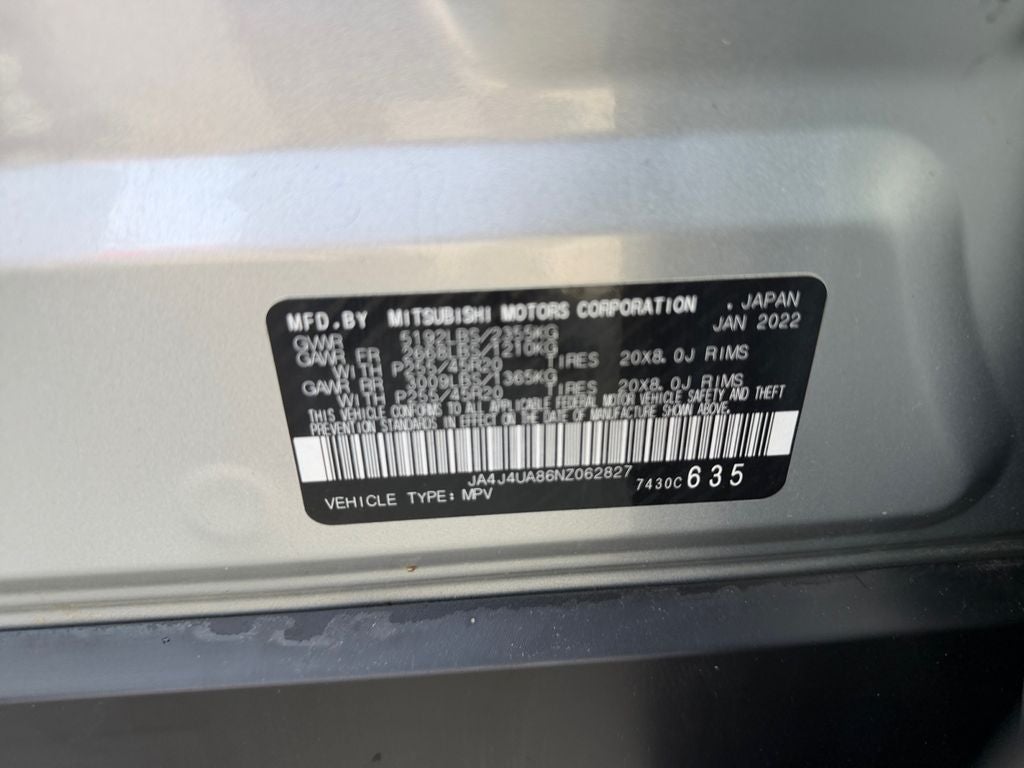 MFD.BY MITSUBISHI MOTORS CORPORATION . JAPAN
GVWR 5192LBS/2355KG JAN 2022
GAWR FR 2668LBS/1210KG
WITH P255/45R20 TIRES 20X8.0J RIMS
GAWR RR 3009LBS/1365KG
WITH P255/45R20 TIRES 20X8.0J RIMS
THIS VEHICLE CONFORMS TO ALL APPLICABLE FEDERAL MOTOR VEHICLE SAFETY AND THEFT
PREVENTION STANDARDS IN EFFECT ON THE DATE OF MANUFACTURE SHOWN ABOVE.
JA4J4UA86NZ062827
VEHICLE TYPE: MPV 7430C 635